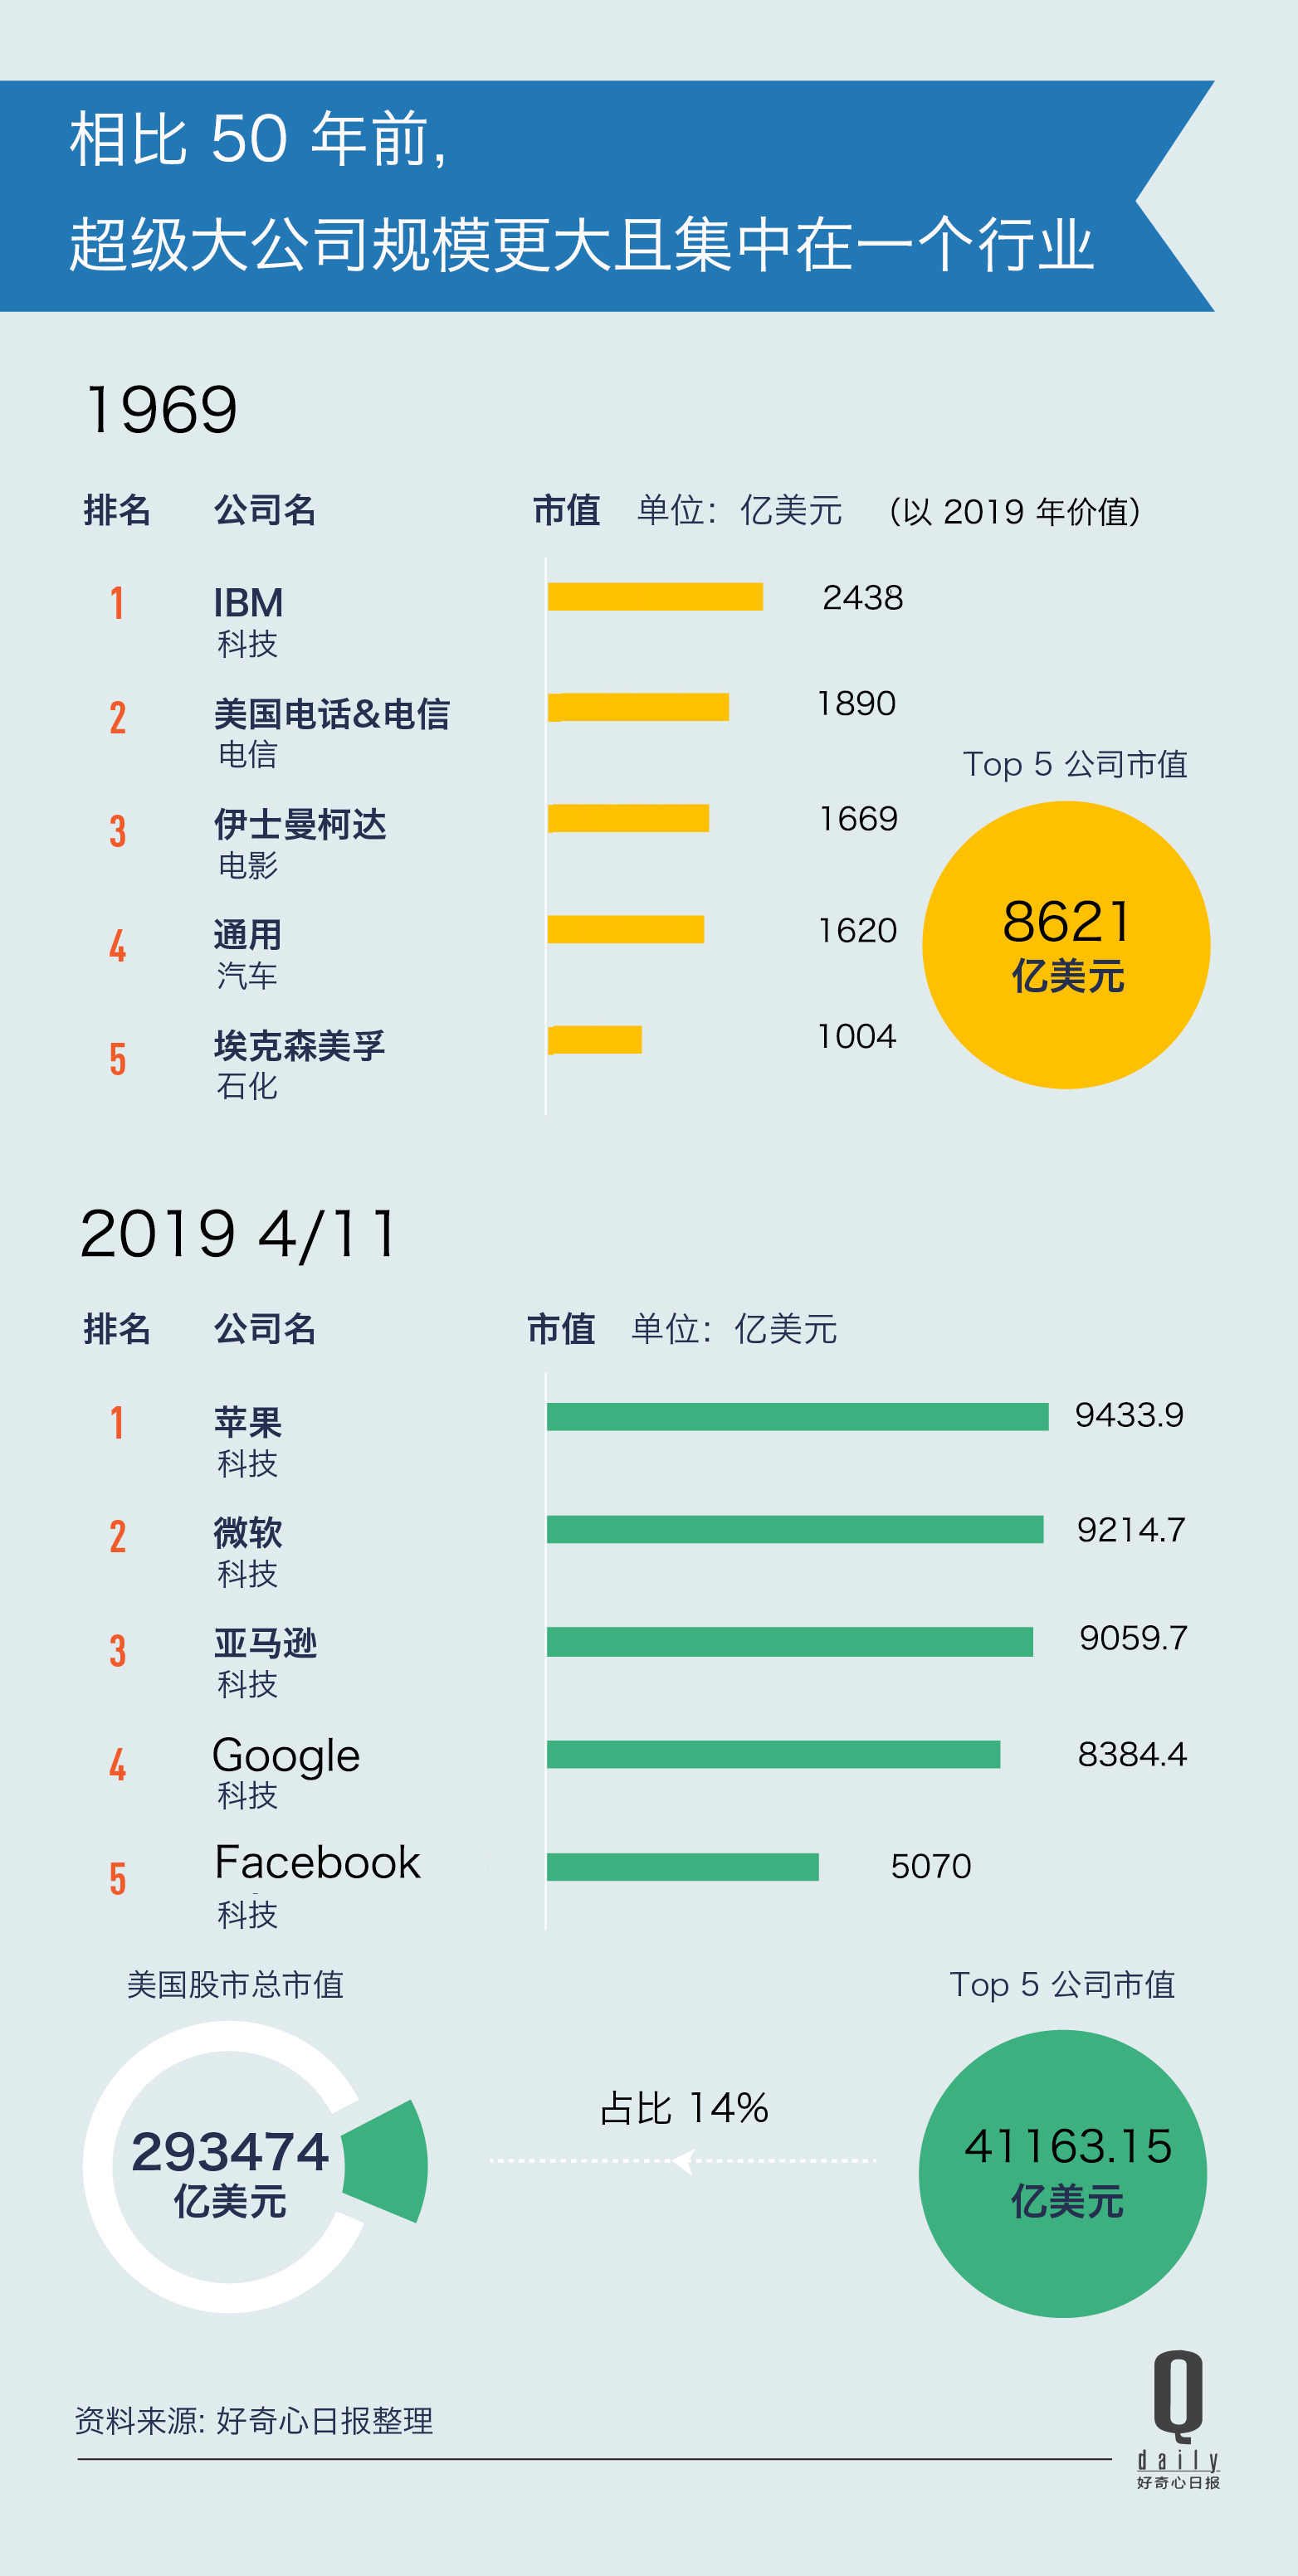 相比 50 年前,
超级大公司规模更大且集中在一个行业
1969
排名 公司名 市值 单位：亿美元 （以 2019 年价值）
1 IBM 2438
科技
2 美国电话&电信 1890
电信
Top 5 公司市值
3 伊士曼柯达 1669
电影
8621
4 通用 1620
汽车
亿美元
5 埃克森美孚 1004
石化
2019 4/11
排名 公司名 市值 单位：亿美元
1 苹果 9433.9
科技
2 微软 9214.7
科技
3 亚马逊 9059.7
科技
4 Google 8384.4
科技
5 Facebook 5070
科技
美国股市总市值 Top 5 公司市值
占比 14%
293474 41163.15
亿美元 亿美元
资料来源: 好奇心日报整理
Q
daily
好奇心日报